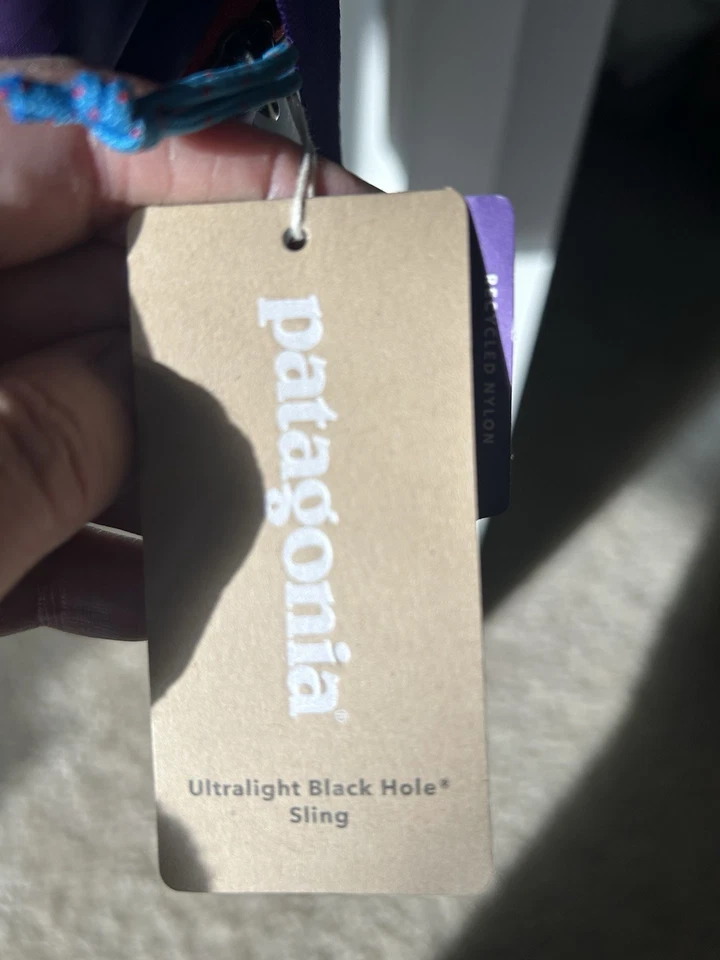 patagonia®
Ultralight Black Hole®
Sling
RECYCLED NYLON